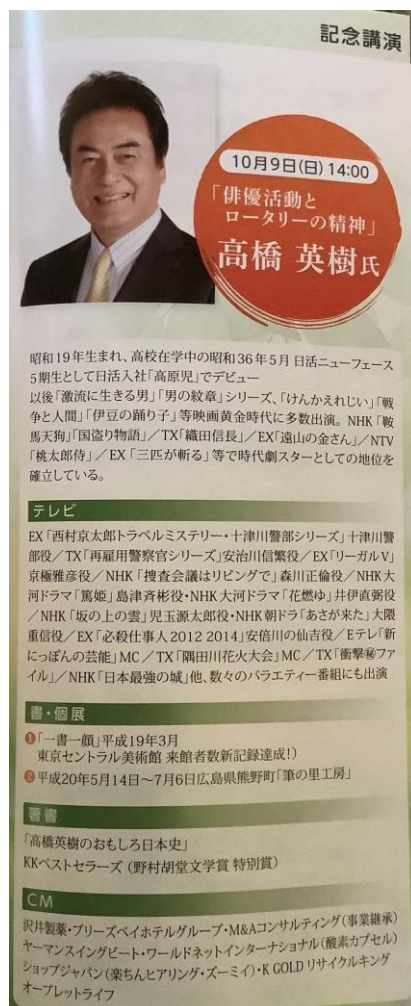 記念講演
10月9日(日)14:00
「俳優活動と
ロータリーの精神」
高橋 英樹氏
昭和19年生まれ、高校在学中の昭和36年5月 日活ニューフェース
5期生として日活入社「高原児」でデビュー
以後「激流に生きる男」「男の紋章」シリーズ、「けんかえれじい」「戦
争と人間」「伊豆の踊り子」等映画黄金時代に多数出演。NHK「鞍
馬天狗」「国盗り物語」/TX「織田信長」/EX「遠山の金さん」/NTV
「桃太郎侍」/EX「三匹が斬る」等で時代劇スターとしての地位を
確立している。
テレビ
EX「西村京太郎トラベルミステリー・十津川警部シリーズ」十津川警
部役/TX「再雇用警察官シリーズ」安治川信繁役/EX「リーガルV」
京極雅彦役/NHK「捜査会議はリビングで」森川正倫役/NHK大
河ドラマ「篤姫」島津斉彬役・NHK大河ドラマ「花燃ゆ」井伊直弼役
/NHK「坂の上の雲」児玉源太郎役・NHK朝ドラ「あさが来た」大隈
重信役/EX「必殺仕事人2012 2014」安倍川の仙吉役/Eテレ「新
にっぽんの芸能」MC/TX「隅田川花火大会」MC/TX「衝撃㊙ファ
イル」/NHK「日本最強の城」他、数々のバラエティー番組にも出演
書・個展
❶「一書一顔」平成19年3月
東京セントラル美術館 来館者数新記録達成!)
❷平成20年5月14日〜7月6日広島県熊野町「筆の里工房」
著書
「高橋英樹のおもしろ日本史」
KKベストセラーズ(野村胡堂文学賞 特別賞)
CM
沢井製薬・ブリーズベイホテルグループ・M&Aコンサルティング(事業継承)
ヤーマンスイングビート・ワールドネットインターナショナル(酸素カプセル)
ショップジャパン(楽ちんヒアリング・ズーミィ)・K GOLD リサイクルキング
オープレットライフ